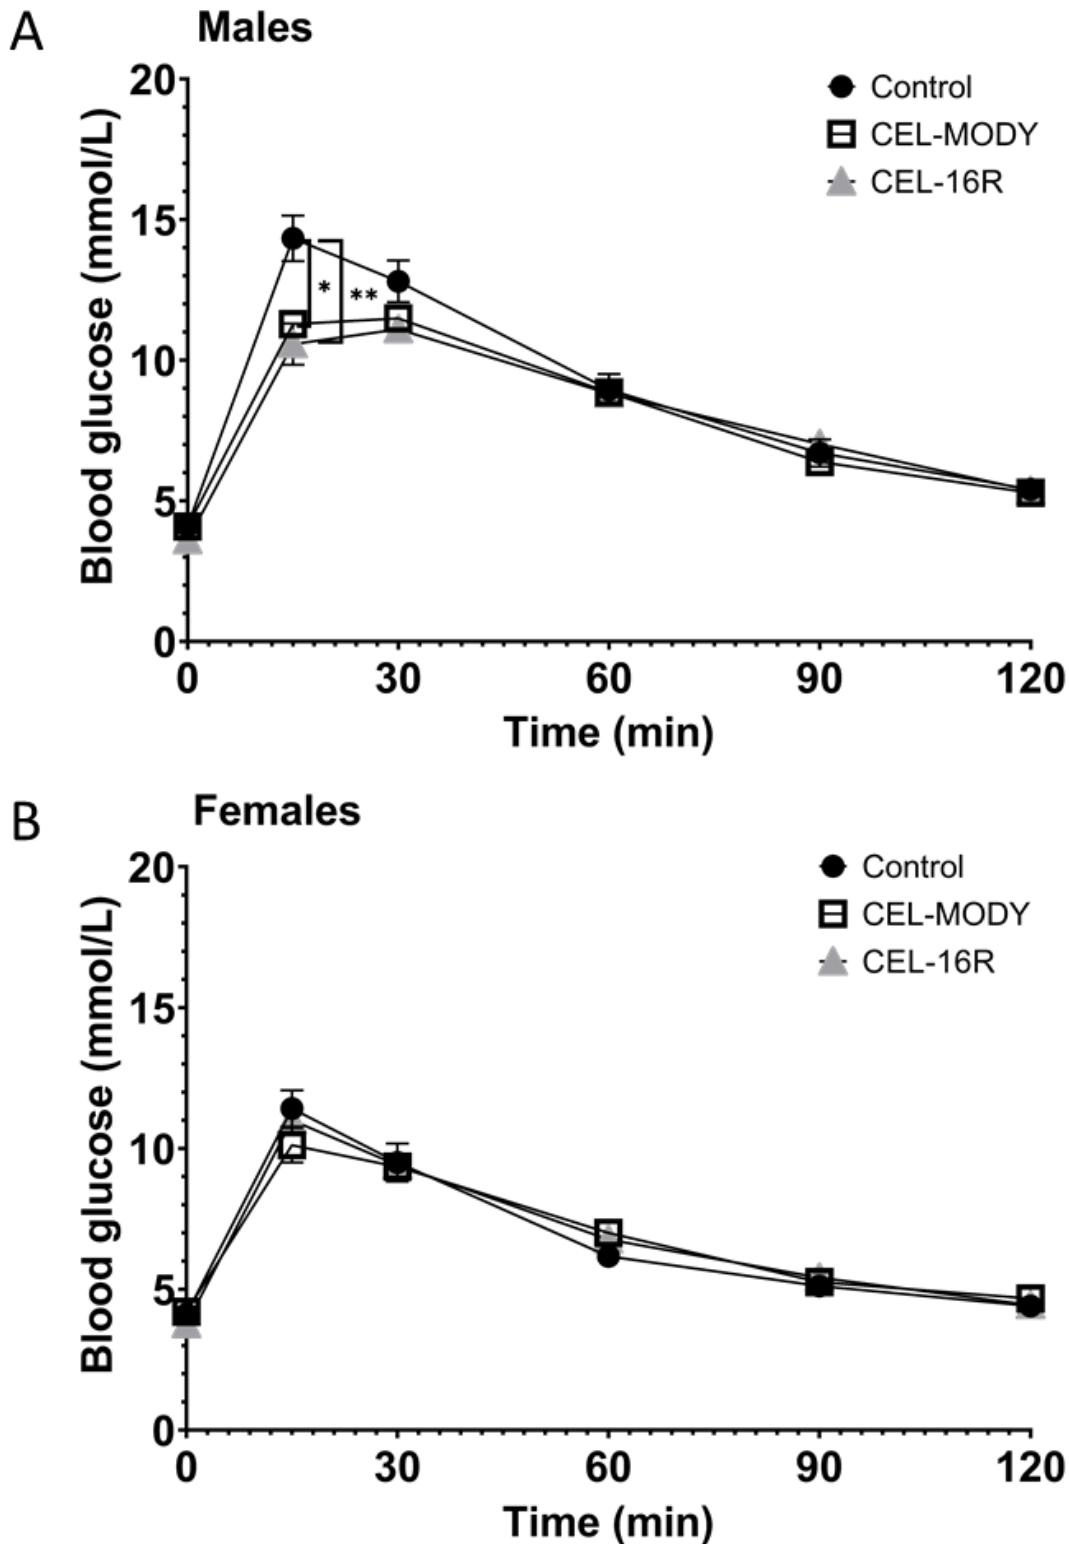 A
Males
20
15
10
5
0
Blood glucose (mmol/L)
Control
CEL-MODY
CEL-16R
*
**
0 30 60 90 120
Time (min)
B
Females
20
15
10
5
0
Blood glucose (mmol/L)
Control
CEL-MODY
CEL-16R
0 30 60 90 120
Time (min)